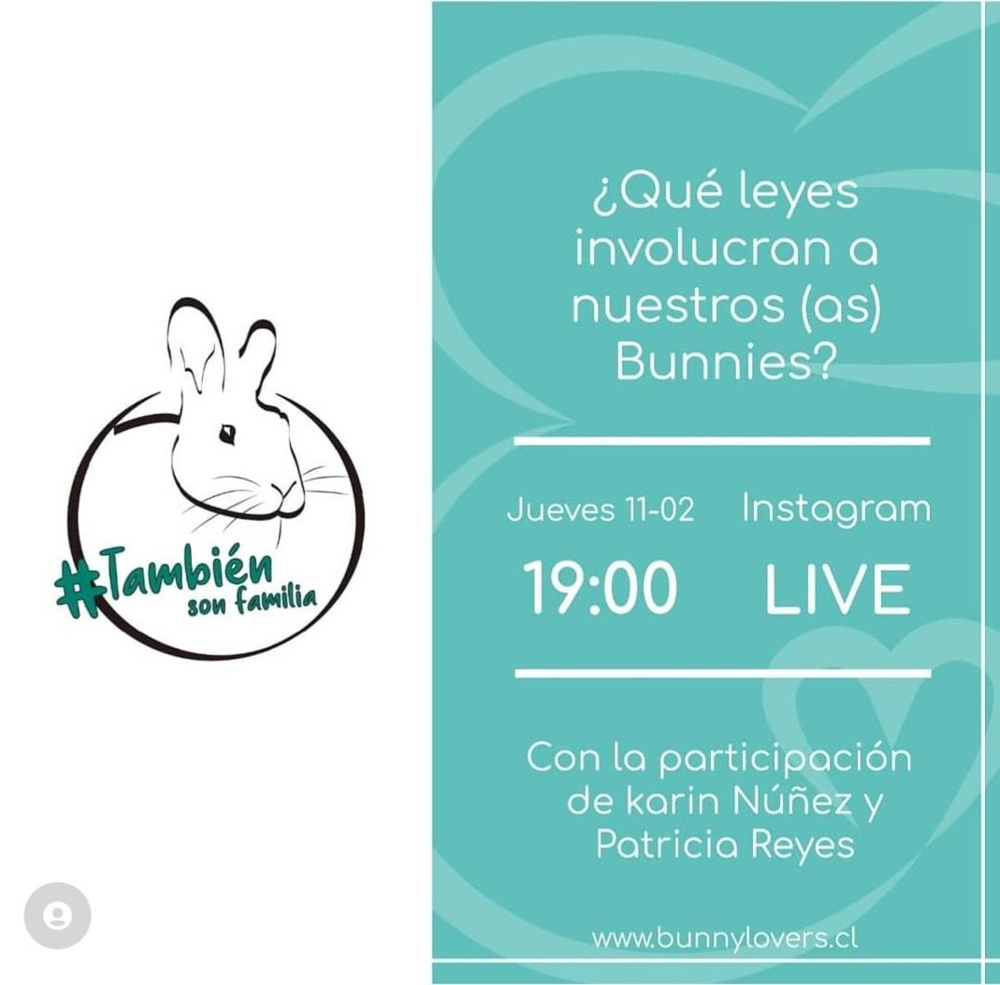 #También
son familia
¿Qué leyes
involucran a
nuestros (as)
Bunnies?
Jueves 11-02
19:00
Instagram
LIVE
Con la participación
de karin Núñez y
Patricia Reyes
www.bunnylovers.cl